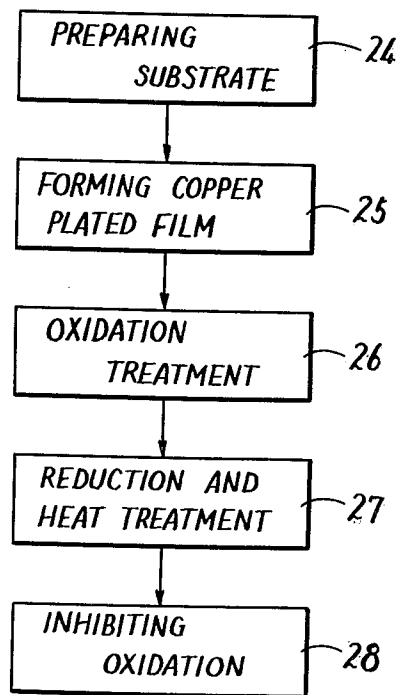 PREPARING
SUBSTRATE
24
FORMING COPPER
PLATED FILM
25
OXIDATION
TREATMENT
26
REDUCTION AND
HEAT TREATMENT
27
INHIBITING
OXIDATION
28